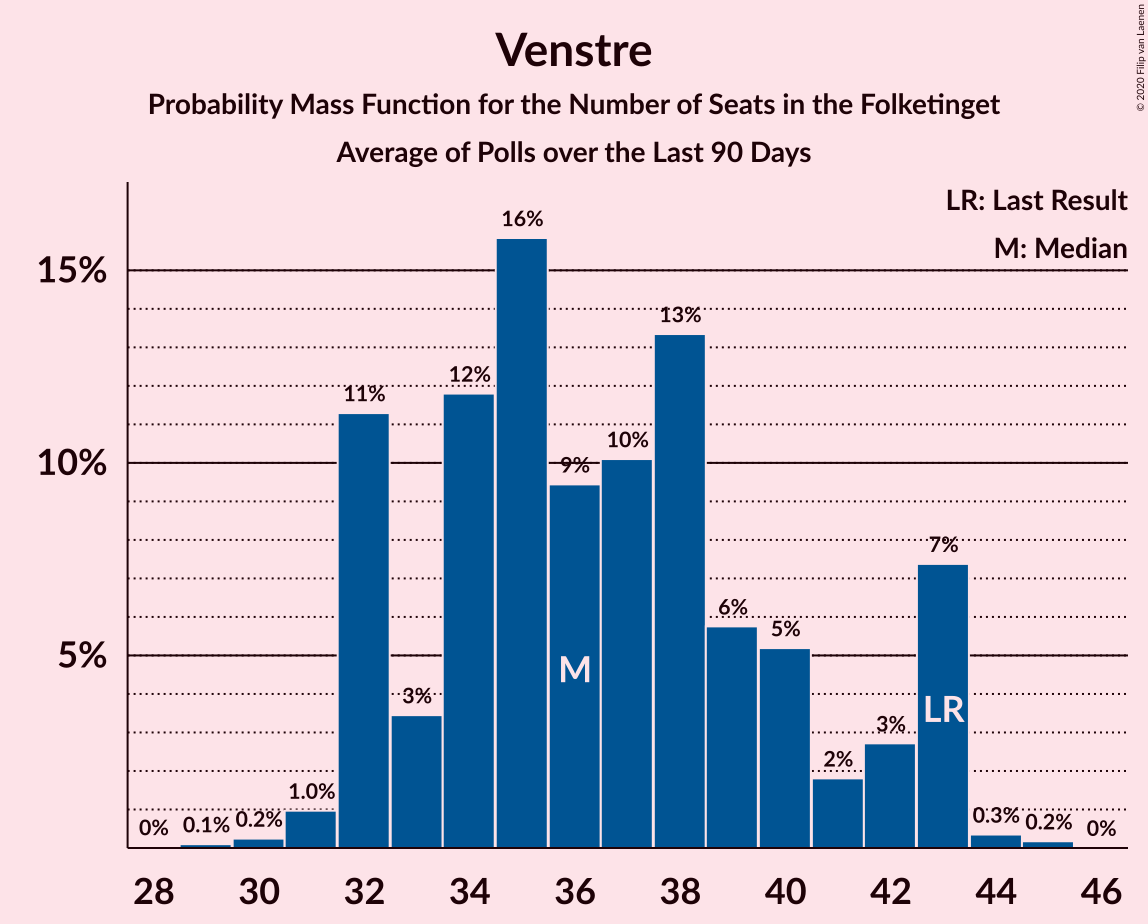 Venstre
Probability Mass Function for the Number of Seats in the Folketinget
Average of Polls over the Last 90 Days
© 2020 Filip van Laenen
LR: Last Result
M: Median
15%
10%
5%
0%
0.1%
0.2%
1.0%
11%
3%
12%
16%
9%
10%
13%
6%
5%
2%
3%
7%
0.3%
0.2%
0%
M
LR
28 30 32 34 36 38 40 42 44 46